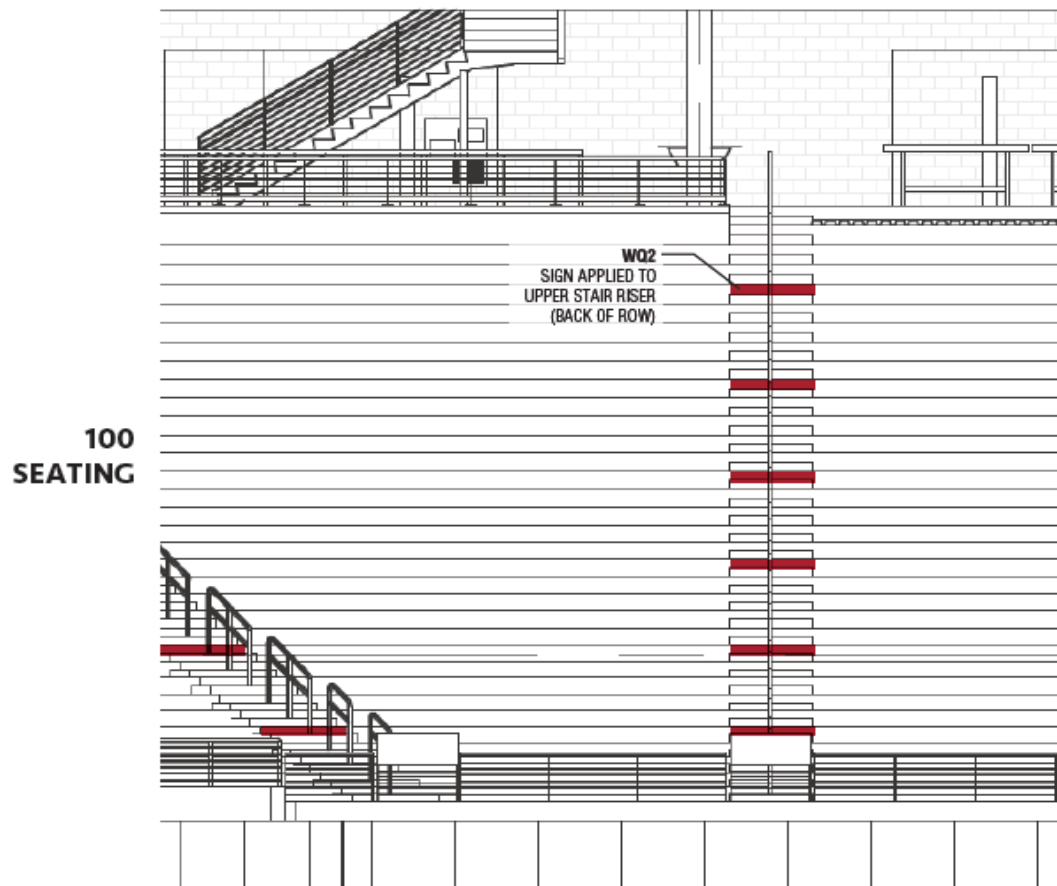 WQ2
SIGN APPLIED TO
UPPER STAIR RISER
(BACK OF ROW)
100
SEATING